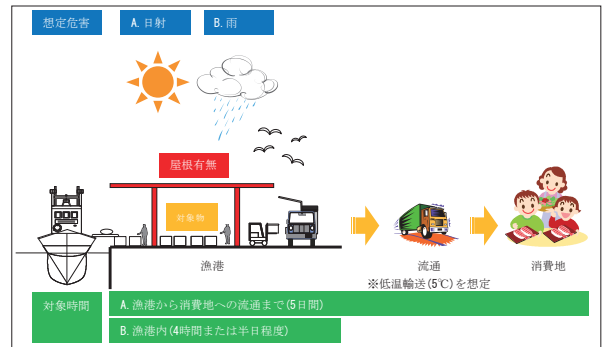 想定危害
A. 日射
B. 雨
屋根有無
対象物
漁港
流通
消費地
※低温輸送(5℃)を想定
対象時間
A. 漁港から消費地への流通まで(5日間)
B. 漁港内(4時間または半日程度)